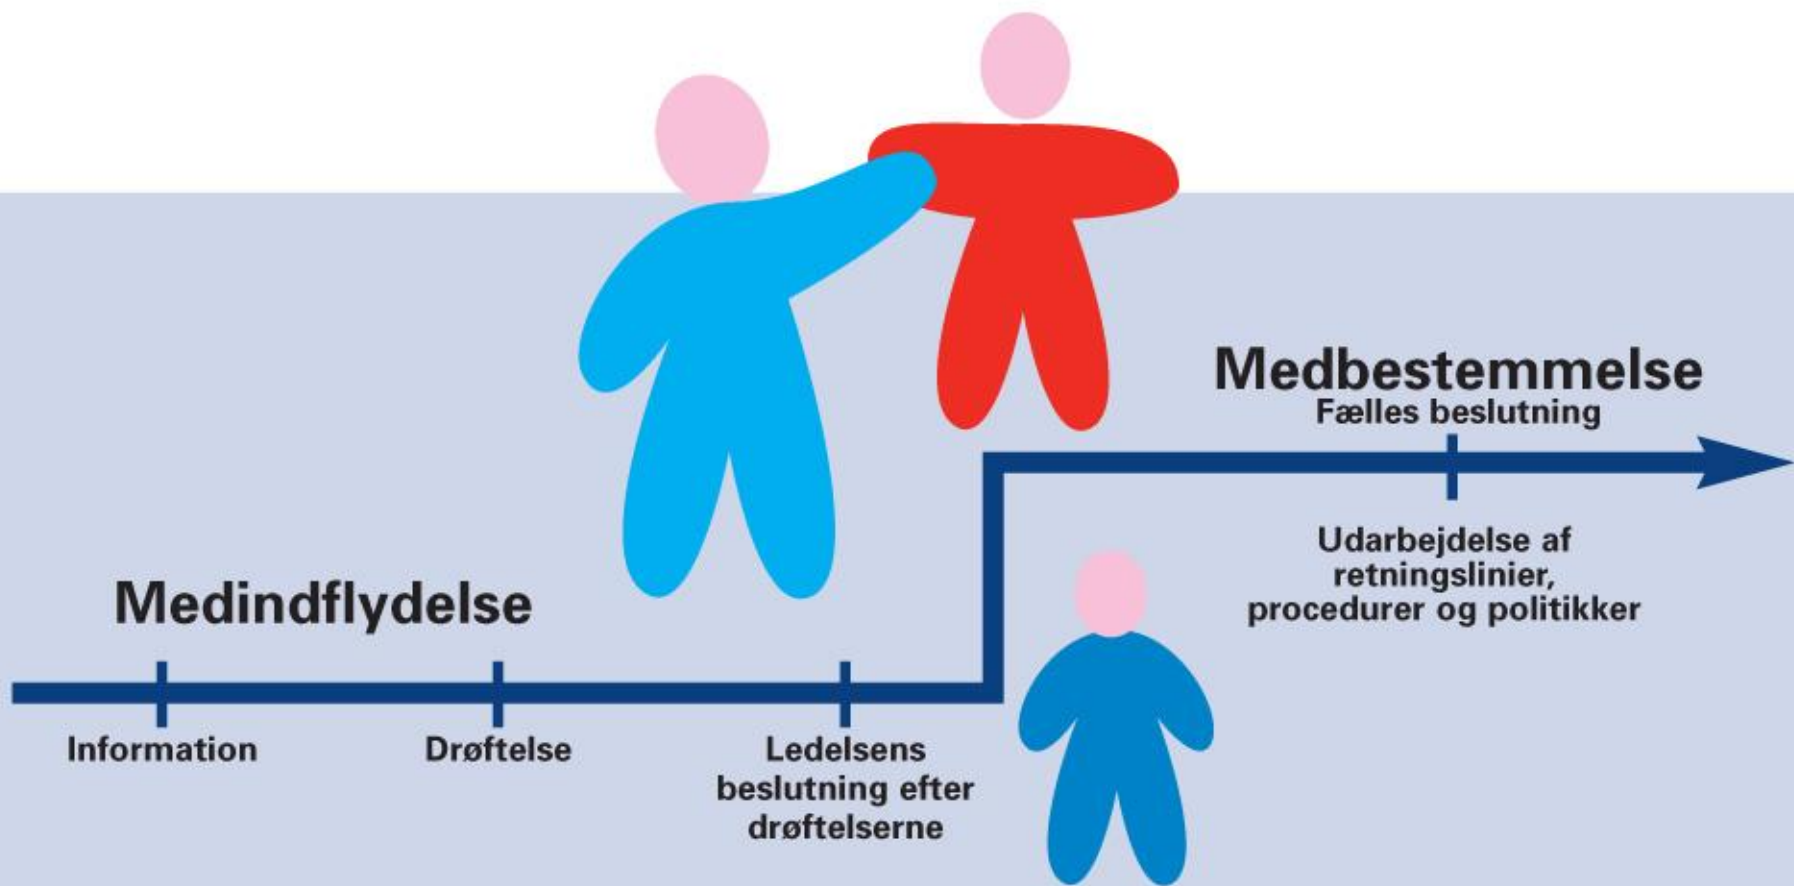 Medbestemmelse
Fælles beslutning
Udarbejdelse af
retningslinier,
procedurer og politikker
Medindflydelse
Information
Drøftelse
Ledelsens
beslutning efter
drøftelserne